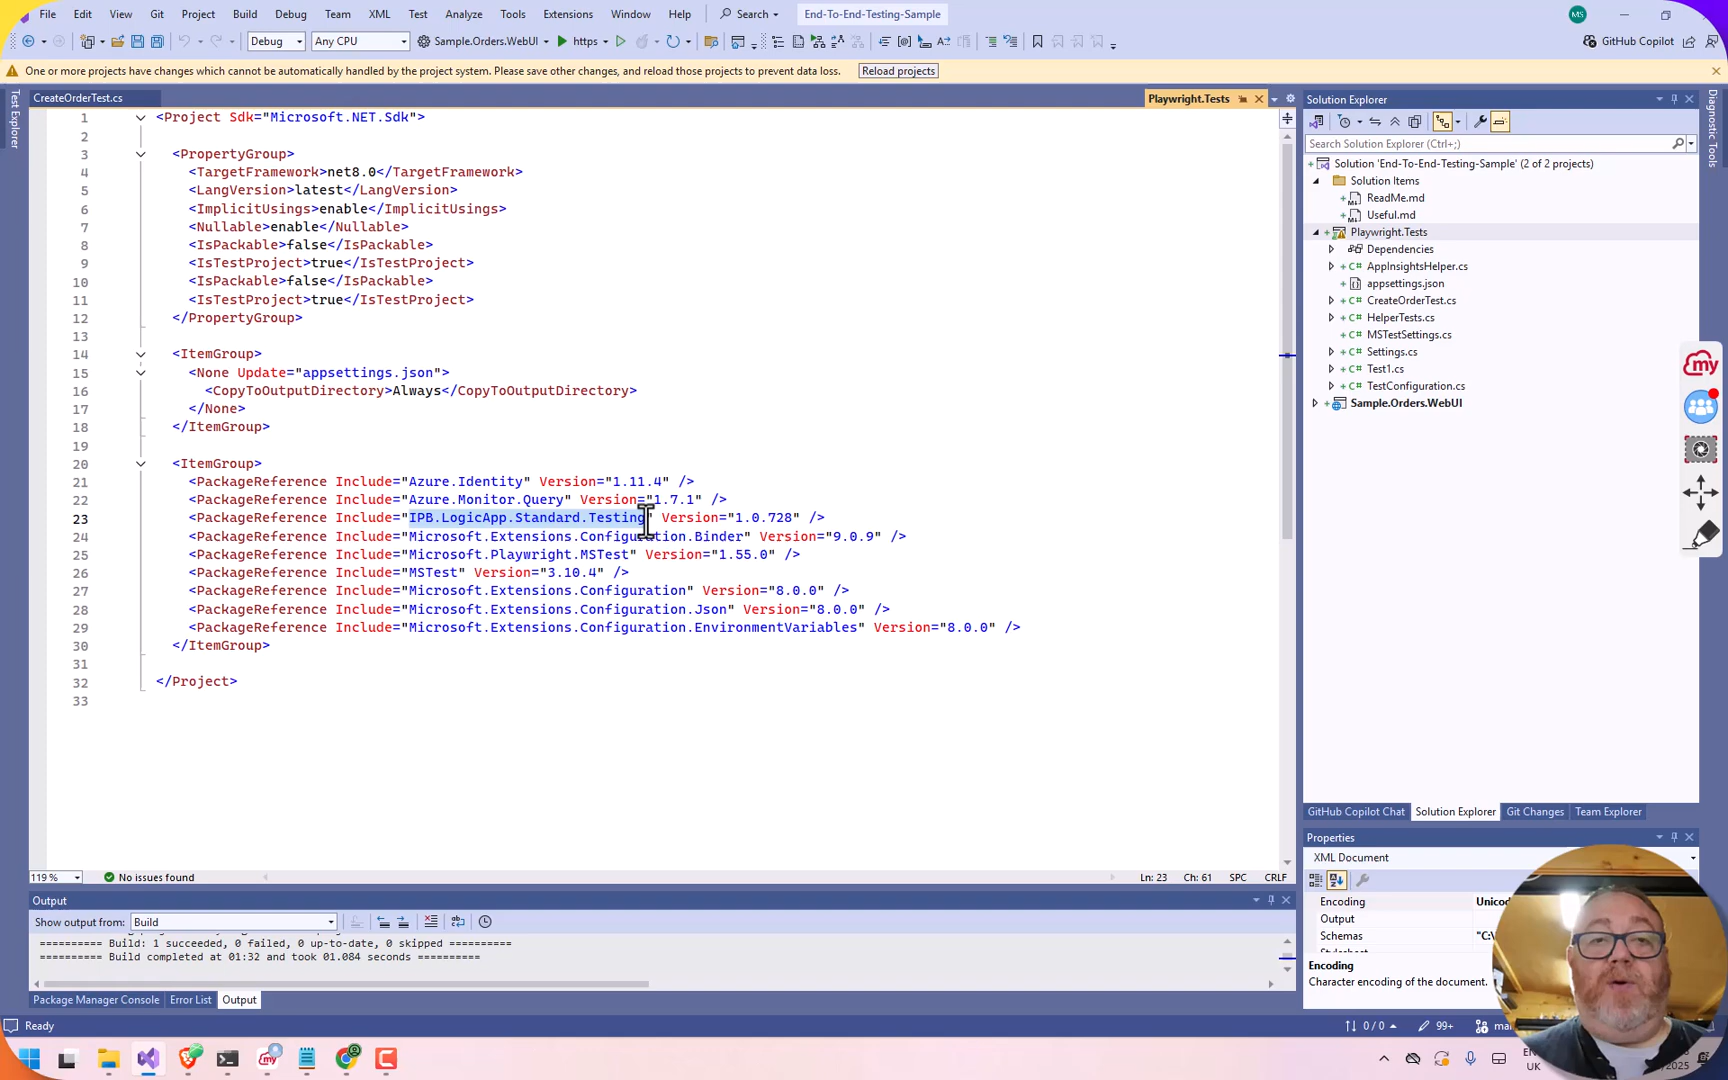 File Edit View Git Project Build Debug Team XML Test Analyze Tools Extensions Window Help Search End-To-End-Testing-Sample MS
Debug Any CPU Sample.Orders.WebUI https GitHub Copilot
One or more projects have changes which cannot be automatically handled by the project system. Please save other changes, and reload those projects to prevent data loss. Reload projects
Test Explorer
CreateOrderTest.cs Playwright.Tests
1 <Project Sdk="Microsoft.NET.Sdk">
2
3 <PropertyGroup>
4 <TargetFramework>net8.0</TargetFramework>
5 <LangVersion>latest</LangVersion>
6 <ImplicitUsings>enable</ImplicitUsings>
7 <Nullable>enable</Nullable>
8 <IsPackable>false</IsPackable>
9 <IsTestProject>true</IsTestProject>
10 <IsPackable>false</IsPackable>
11 <IsTestProject>true</IsTestProject>
12 </PropertyGroup>
13
14 <ItemGroup>
15 <None Update="appsettings.json">
16 <CopyToOutputDirectory>Always</CopyToOutputDirectory>
17 </None>
18 </ItemGroup>
19
20 <ItemGroup>
21 <PackageReference Include="Azure.Identity" Version="1.11.4" />
22 <PackageReference Include="Azure.Monitor.Query" Version="1.7.1" />
23 <PackageReference Include="IPB.LogicApp.Standard.Testing" Version="1.0.728" />
24 <PackageReference Include="Microsoft.Extensions.Configuration.Binder" Version="9.0.9" />
25 <PackageReference Include="Microsoft.Playwright.MSTest" Version="1.55.0" />
26 <PackageReference Include="MSTest" Version="3.10.4" />
27 <PackageReference Include="Microsoft.Extensions.Configuration" Version="8.0.0" />
28 <PackageReference Include="Microsoft.Extensions.Configuration.Json" Version="8.0.0" />
29 <PackageReference Include="Microsoft.Extensions.Configuration.EnvironmentVariables" Version="8.0.0" />
30 </ItemGroup>
31
32 </Project>
33
119 % No issues found Ln: 23 Ch: 61 SPC CRLF
Output
Show output from: Build
========== Build: 1 succeeded, 0 failed, 0 up-to-date, 0 skipped ==========
========== Build completed at 01:32 and took 01.084 seconds ==========
Package Manager Console Error List Output
Solution Explorer
Search Solution Explorer (Ctrl+;)
Solution 'End-To-End-Testing-Sample' (2 of 2 projects)
Solution Items
ReadMe.md
Useful.md
Playwright.Tests
Dependencies
C# AppInsightsHelper.cs
appsettings.json
C# CreateOrderTest.cs
C# HelperTests.cs
C# MSTestSettings.cs
C# Settings.cs
C# Test1.cs
C# TestConfiguration.cs
Sample.Orders.WebUI
Diagnostic Tools
my
GitHub Copilot Chat Solution Explorer Git Changes Team Explorer
Properties
XML Document
Encoding
Output
Schemas "C:\
Encoding
Character encoding of the document.
Ready 0 / 0 99+
UK